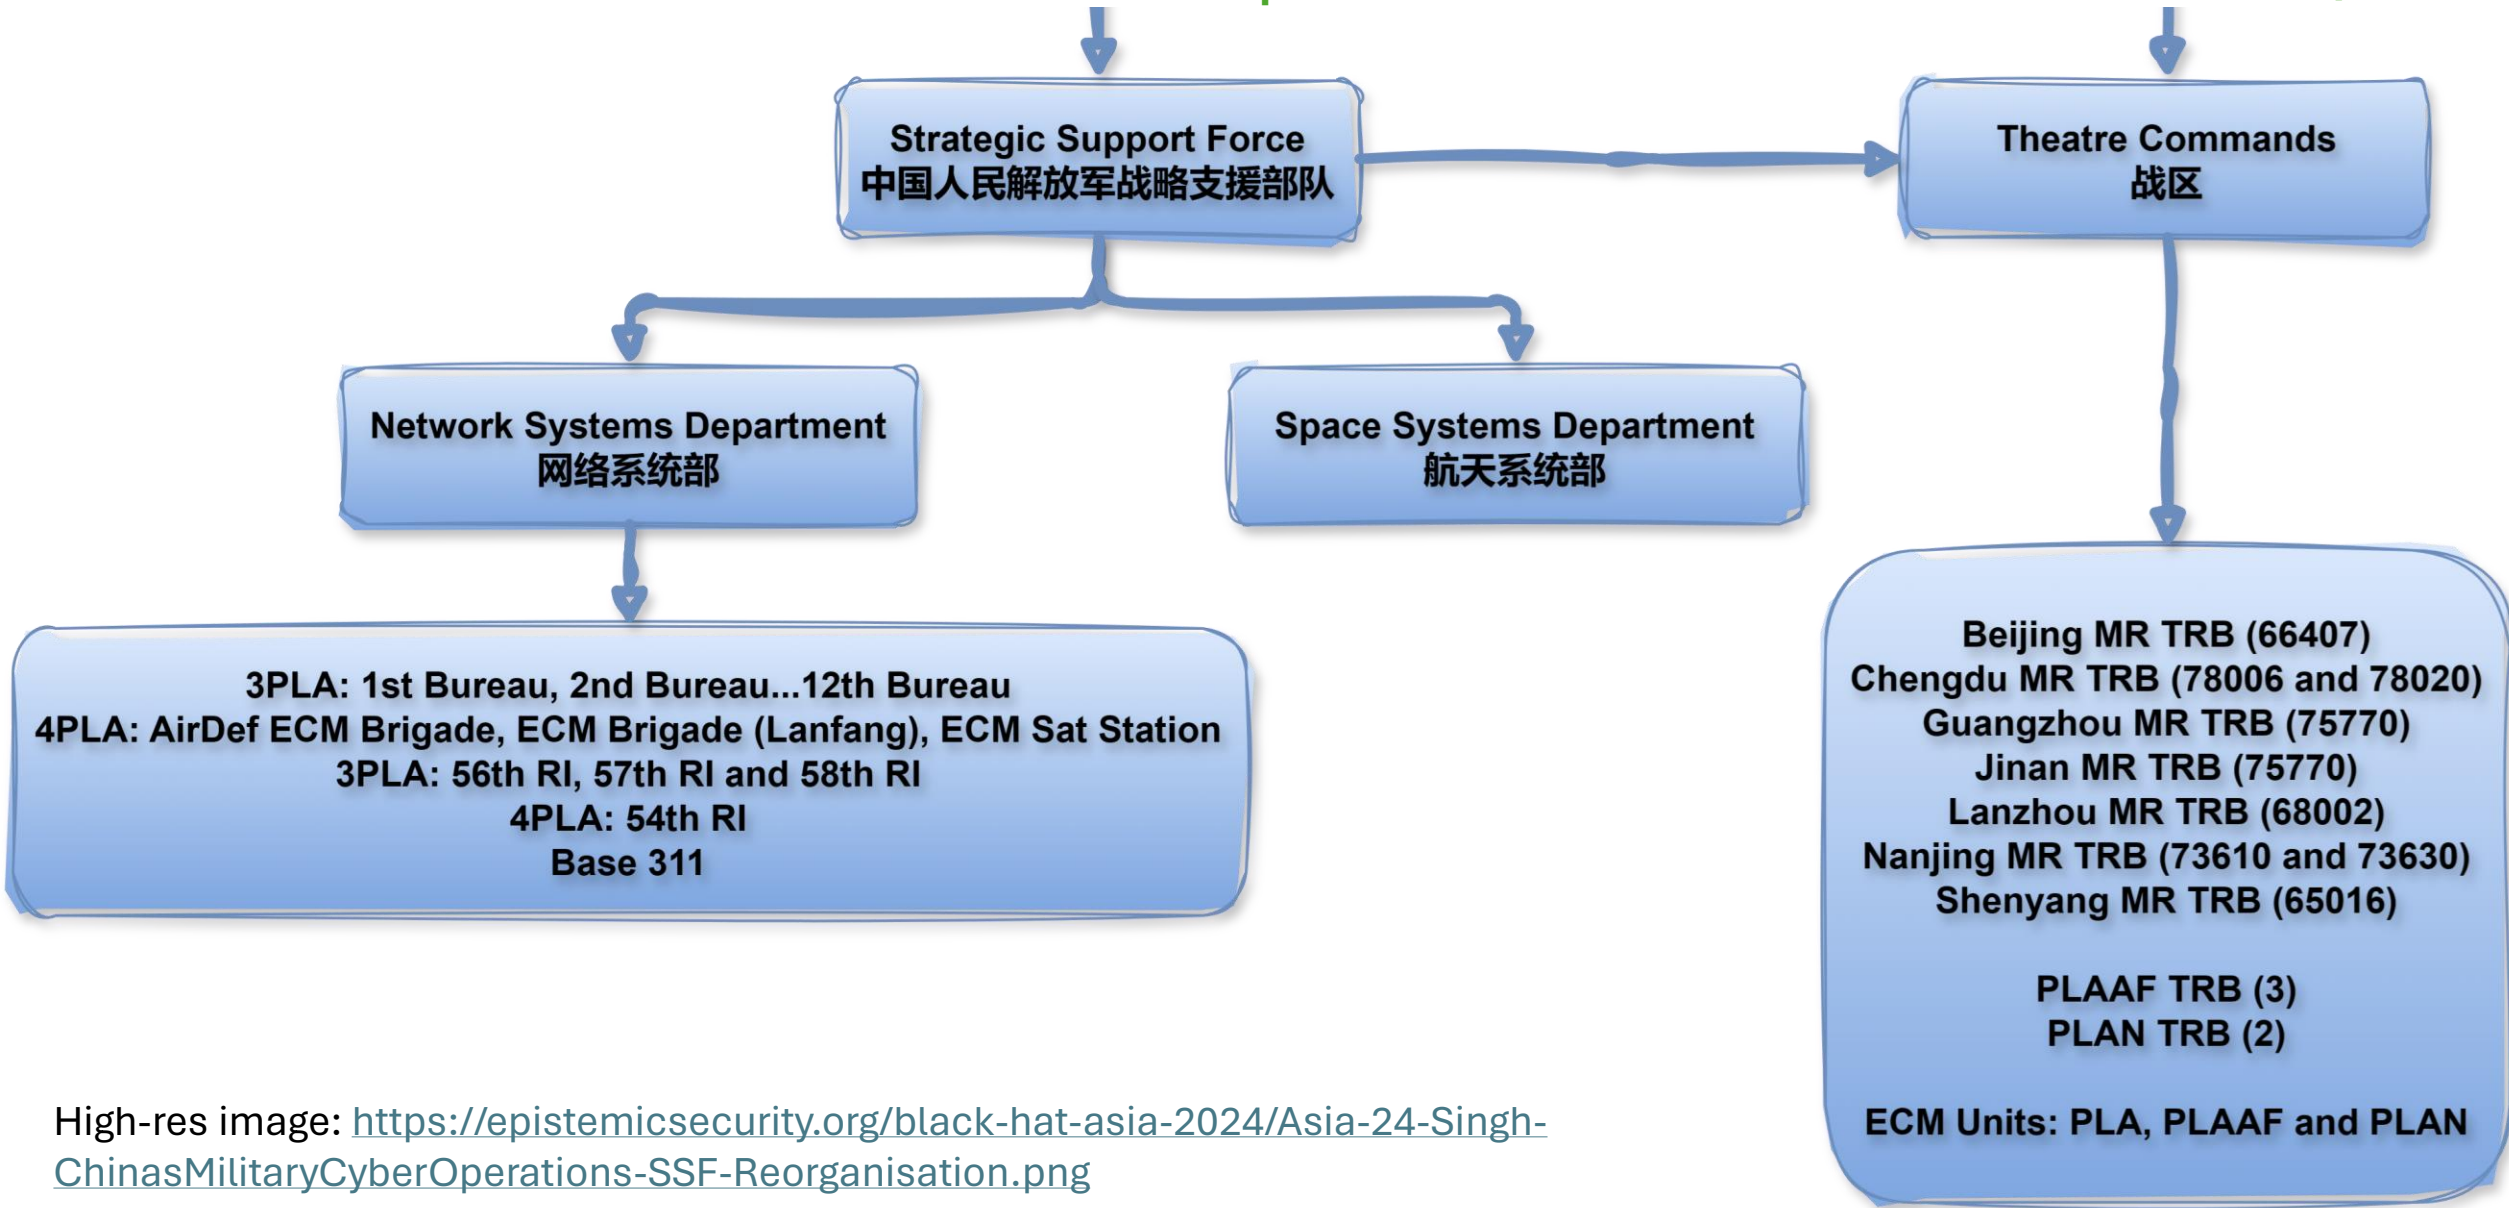 Strategic Support Force
中国人民解放军战略支援部队
Theatre Commands
战区
Network Systems Department
网络系统部
Space Systems Department
航天系统部
3PLA: 1st Bureau, 2nd Bureau...12th Bureau
4PLA: AirDef ECM Brigade, ECM Brigade (Lanfang), ECM Sat Station
3PLA: 56th RI, 57th RI and 58th RI
4PLA: 54th RI
Base 311
Beijing MR TRB (66407)
Chengdu MR TRB (78006 and 78020)
Guangzhou MR TRB (75770)
Jinan MR TRB (75770)
Lanzhou MR TRB (68002)
Nanjing MR TRB (73610 and 73630)
Shenyang MR TRB (65016)
PLAAF TRB (3)
PLAN TRB (2)
ECM Units: PLA, PLAAF and PLAN
High-res image: https://epistemicsecurity.org/black-hat-asia-2024/Asia-24-Singh-
ChinasMilitaryCyberOperations-SSF-Reorganisation.png